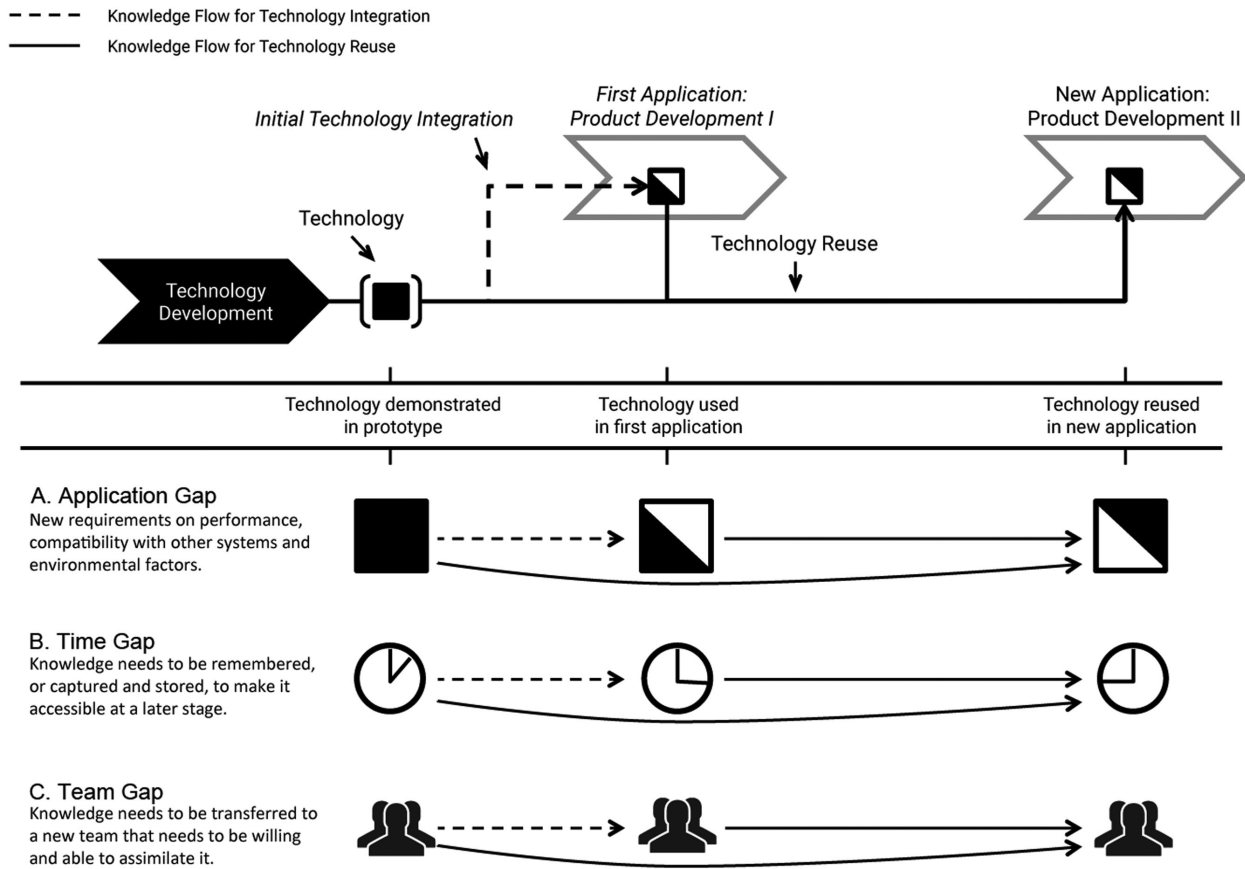 Knowledge Flow for Technology Integration
Knowledge Flow for Technology Reuse
First Application:
Product Development I
New Application:
Product Development II
Initial Technology Integration
Technology
Technology Reuse
Technology
Development
Technology demonstrated
in prototype
Technology used
in first application
Technology reused
in new application
A. Application Gap
New requirements on performance,
compatibility with other systems and
environmental factors.
B. Time Gap
Knowledge needs to be remembered,
or captured and stored, to make it
accessible at a later stage.
C. Team Gap
Knowledge needs to be transferred to
a new team that needs to be willing
and able to assimilate it.